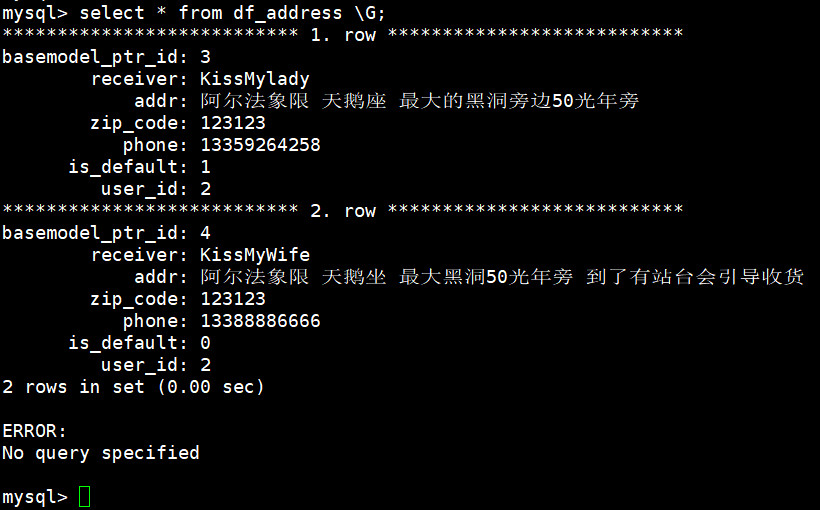 mysql> select * from df_address \G;
*************************** 1. row ***************************
basemodel_ptr_id: 3
receiver: KissMylady
addr: 阿尔法象限 天鹅座 最大的黑洞旁边50光年旁
zip_code: 123123
phone: 13359264258
is_default: 1
user_id: 2
*************************** 2. row ***************************
basemodel_ptr_id: 4
receiver: KissMyWife
addr: 阿尔法象限 天鹅坐 最大黑洞50光年旁 到了有站台会引导收货
zip_code: 123123
phone: 13388886666
is_default: 0
user_id: 2
2 rows in set (0.00 sec)
ERROR:
No query specified
mysql>